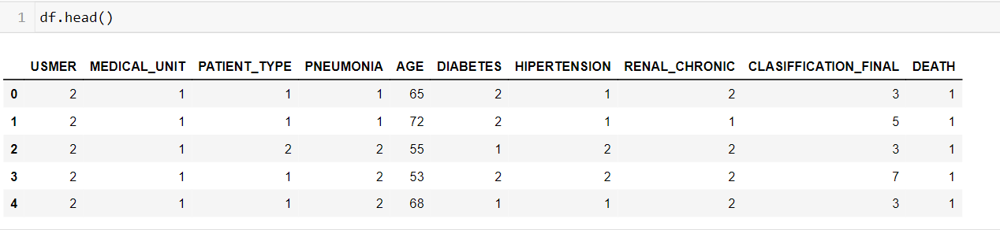 1 df.head()
USMER MEDICAL_UNIT PATIENT_TYPE PNEUMONIA AGE DIABETES HIPERTENSION RENAL_CHRONIC CLASIFFICATION_FINAL DEATH
0 2 1 1 1 65 2 1 2 3 1
1 2 1 1 1 72 2 1 1 5 1
2 2 1 2 2 55 1 2 2 3 1
3 2 1 1 2 53 2 2 2 7 1
4 2 1 1 2 68 1 1 2 3 1